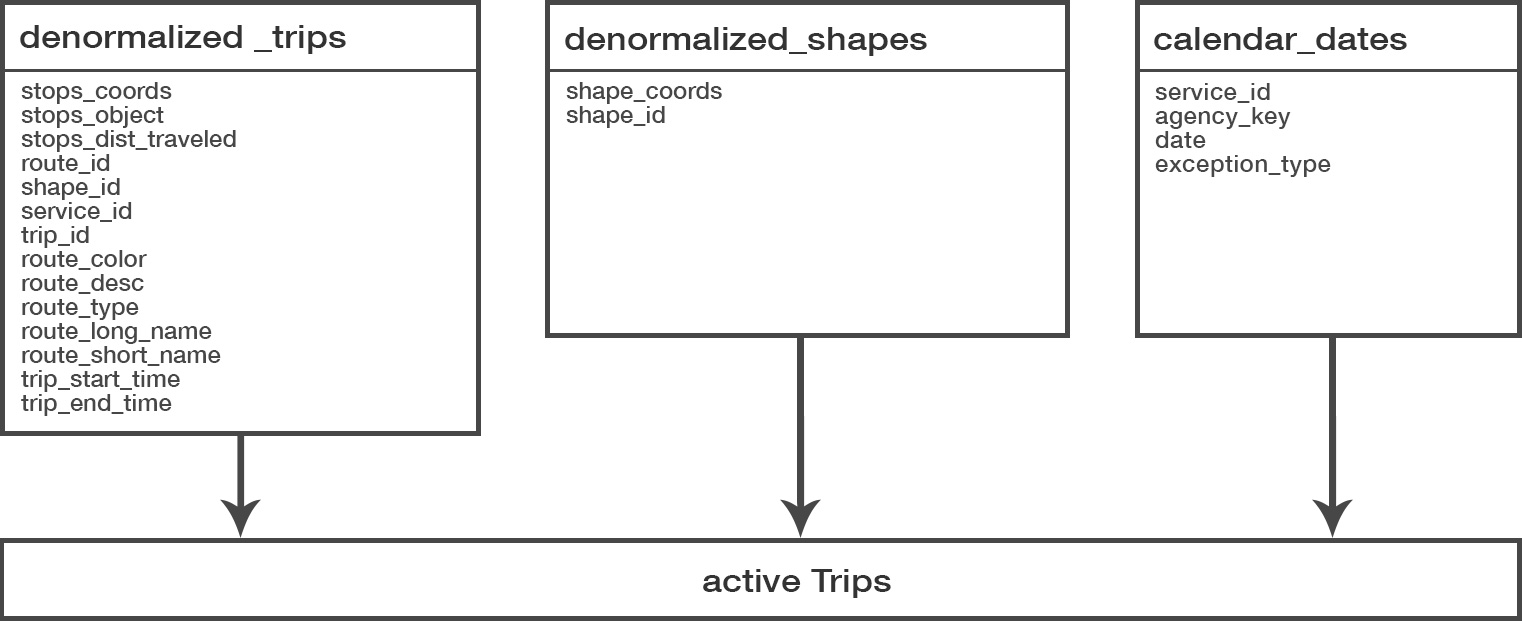 denormalized _trips
stops_coords
stops_object
stops_dist_traveled
route_id
shape_id
service_id
trip_id
route_color
route_desc
route_type
route_long_name
route_short_name
trip_start_time
trip_end_time
denormalized_shapes
shape_coords
shape_id
calendar_dates
service_id
agency_key
date
exception_type
active Trips